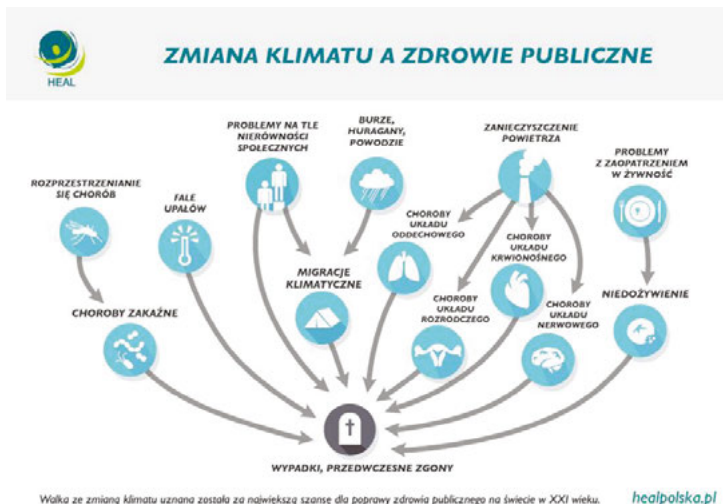 HEAL
ZMIANA KLIMATU A ZDROWIE PUBLICZNE
ROZPRZESTRZENIANIE
SIĘ CHORÓB
FALE
UPAŁÓW
PROBLEMY NA TLE
NIERÓWNOŚCI
SPOŁECZNYCH
BURZE,
HURAGANY,
POWODZIE
ZANIECZYSZCZENIE
POWIETRZA
PROBLEMY
Z ZAOPATRZENIEM
W ŻYWNOŚĆ
CHOROBY ZAKAŹNE
MIGRACJE
KLIMATYCZNE
CHOROBY
UKŁADU
ODDECHOWEGO
CHOROBY
UKŁADU
ROZRODCZEGO
CHOROBY
UKŁADU
KRWIONOŚNEGO
CHOROBY
UKŁADU
NERWOWEGO
NIEDOŻYWIENIE
WYPADKI, PRZEDWCZESNE ZGONY
Walka ze zmianą klimatu uznana została za największą szansę dla poprawy zdrowia publicznego na świecie w XXI wieku.
healpolska.pl